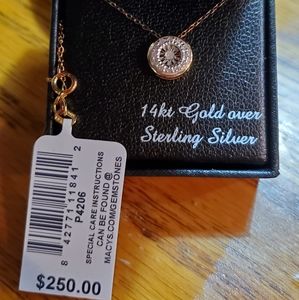 14kt Gold over
Sterling Silver
8 42771 11841 2
P4206
SPECIAL CARE INSTRUCTIONS
CAN BE FOUND @
MACYS.COM/GEMSTONES
$250.00